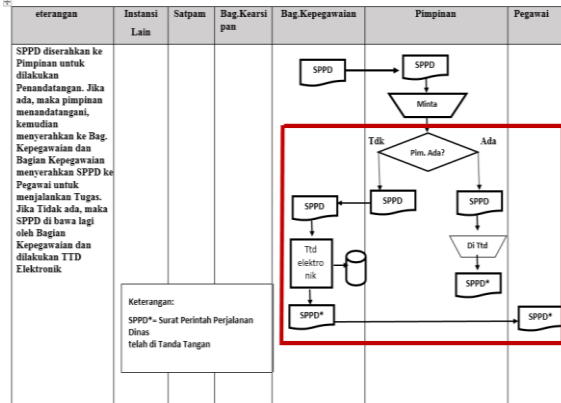 eterangan
Instansi
Lain
Satpam
Bag.Kearsi
pan
Bag.Kepegawaian
Pimpinan
Pegawai
SPPD diserahkan ke
Pimpinan untuk
dilakukan
Penandatangan. Jika
ada, maka pimpinan
menandatangani,
kemudian
menyerahkan ke Bag.
Kepegawaian dan
Bagian Kepegawaian
menyerahkan SPPD ke
Pegawai untuk
menjalankan Tugas.
Jika Tidak ada, maka
SPPD di bawa lagi
oleh Bagian
Kepegawaian dan
dilakukan TTD
Elektronik
SPPD
SPPD
Minta
Tdk
Pim. Ada?
Ada
SPPD
SPPD
SPPD
Ttd
elektro
nik
Di Ttd
SPPD*
SPPD*
SPPD*
Keterangan:
SPPD*= Surat Perintah Perjalanan
Dinas
telah di Tanda Tangan